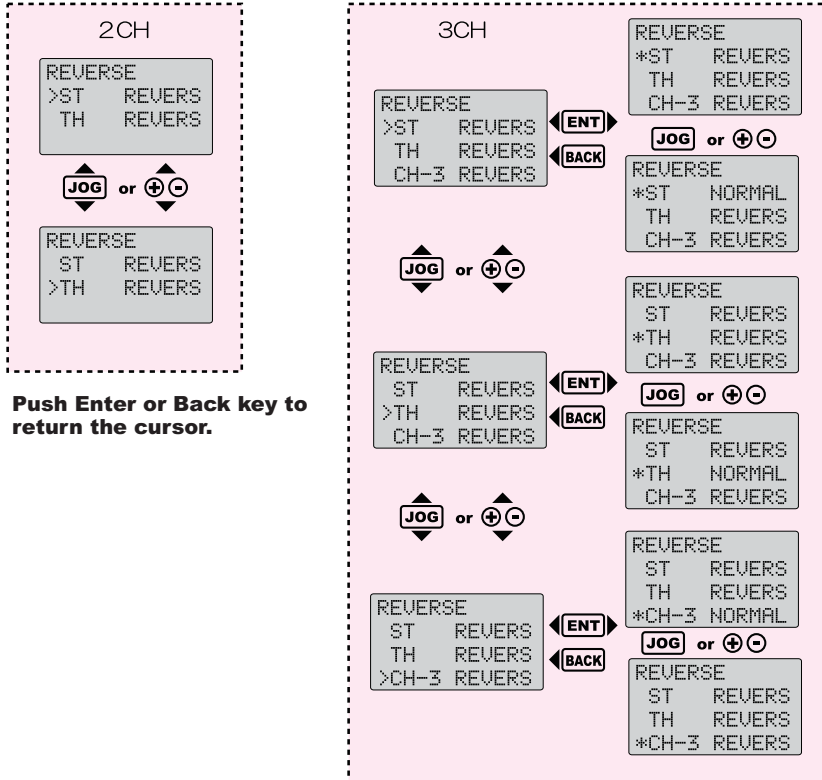 2CH
REVERSE
>ST REVERS
TH REVERS
JOG or + -
REVERSE
ST REVERS
>TH REVERS
Push Enter or Back key to
return the cursor.
3CH
REVERSE
>ST REVERS
TH REVERS
CH-3 REVERS
ENT
BACK
REVERSE
*ST REVERS
TH REVERS
CH-3 REVERS
JOG or + -
REVERSE
*ST NORMAL
TH REVERS
CH-3 REVERS
JOG or + -
REVERSE
ST REVERS
>TH REVERS
CH-3 REVERS
ENT
BACK
REVERSE
ST REVERS
*TH REVERS
CH-3 REVERS
JOG or + -
REVERSE
ST REVERS
*TH NORMAL
CH-3 REVERS
JOG or + -
REVERSE
ST REVERS
TH REVERS
>CH-3 REVERS
ENT
BACK
REVERSE
ST REVERS
TH REVERS
*CH-3 NORMAL
JOG or + -
REVERSE
ST REVERS
TH REVERS
*CH-3 REVERS